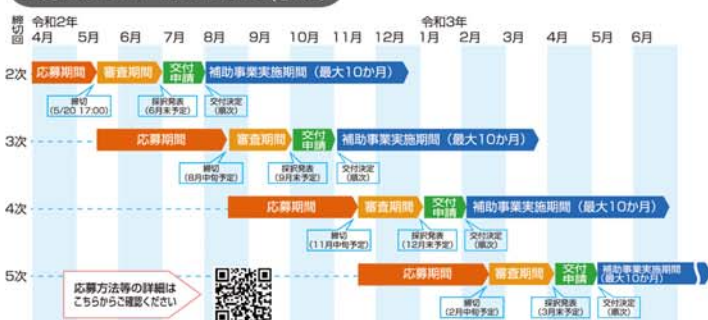 締切回
令和2年 令和3年
4月 5月 6月 7月 8月 9月 10月 11月 12月 1月 2月 3月 4月 5月 6月
2次 応募期間 審査期間 交付申請 補助事業実施期間（最大10か月）
締切（5/20 17:00） 採択発表（6月末予定） 交付決定（順次）
3次 応募期間 審査期間 交付申請 補助事業実施期間（最大10か月）
締切（8月中旬予定） 採択発表（9月末予定） 交付決定（順次）
4次 応募期間 審査期間 交付申請 補助事業実施期間（最大10か月）
締切（11月中旬予定） 採択発表（12月末予定） 交付決定（順次）
5次 応募期間 審査期間 交付申請 補助事業実施期間（最大10か月）
締切（2月中旬予定） 採択発表（3月末予定） 交付決定（順次）
応募方法等の詳細は
こちらからご確認ください